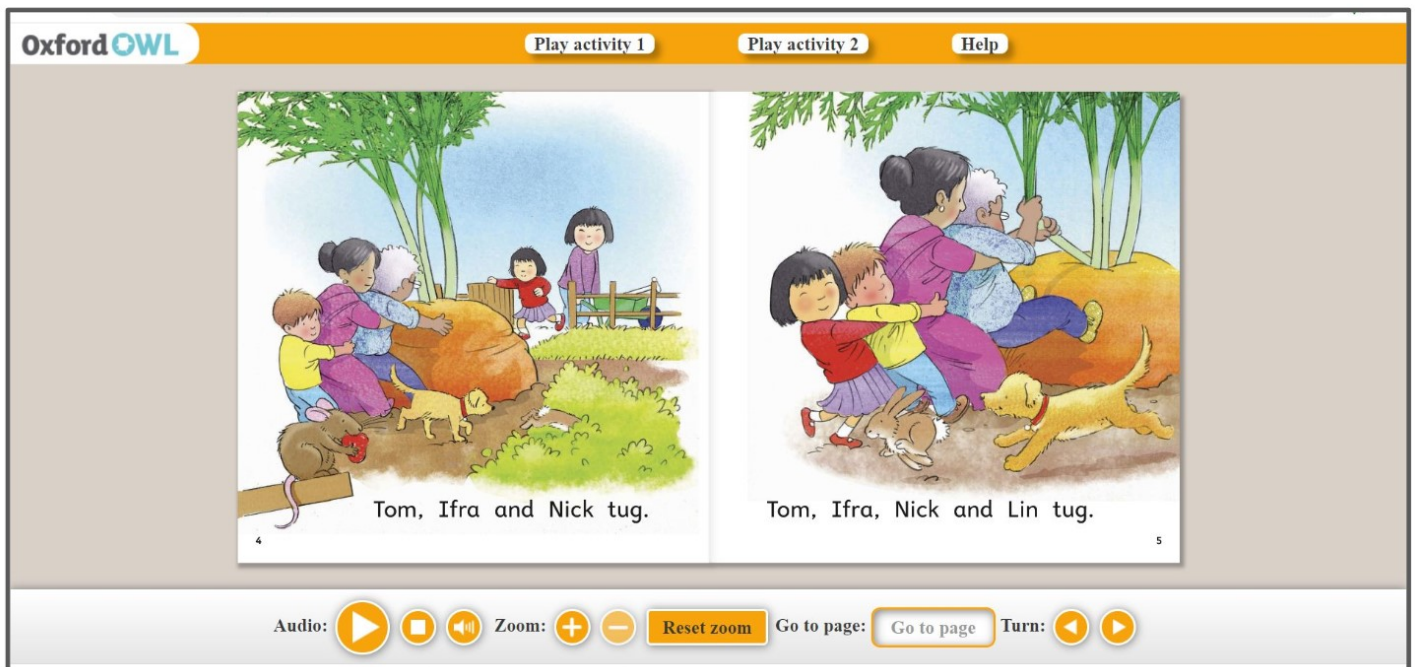 Oxford OWL
Play activity 1 Play activity 2 Help
Tom, Ifra and Nick tug.
4
Tom, Ifra, Nick and Lin tug.
5
Audio: Zoom: Reset zoom Go to page: Go to page Turn: